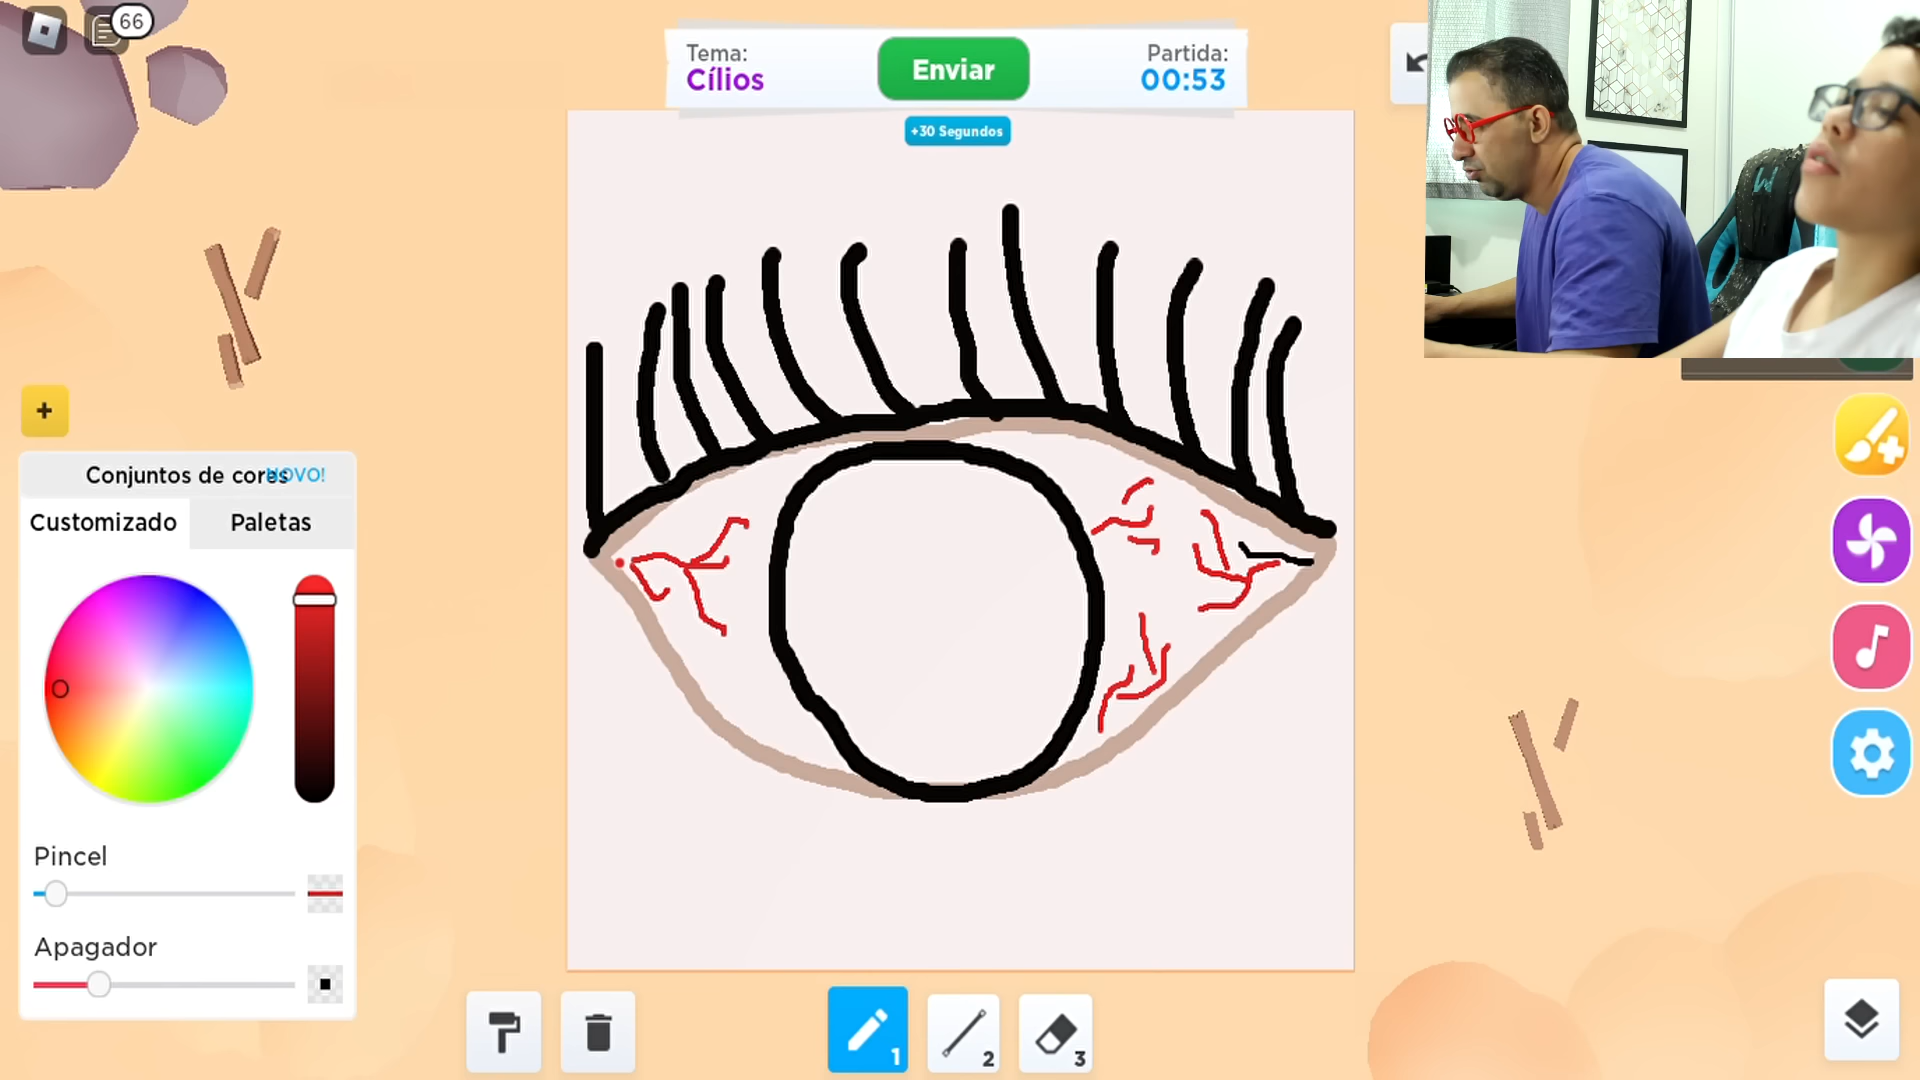 66
Tema:
Cílios
Enviar
Partida:
00:53
+30 Segundos
+
Conjuntos de cores
NOVO!
Customizado
Paletas
Pincel
Apagador
1
2
3